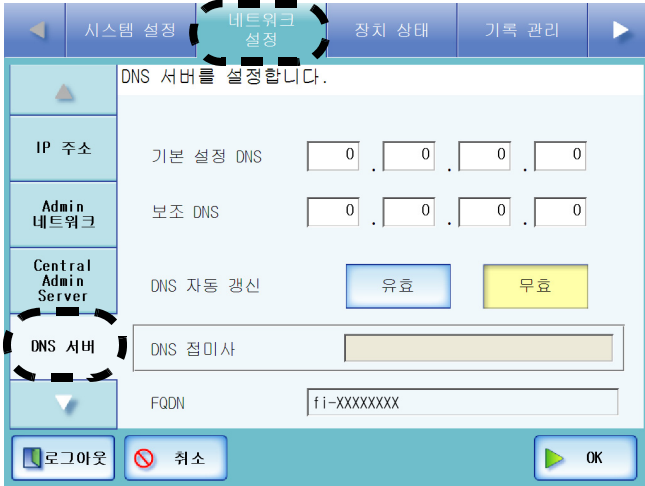 시스템 설정
네트워크
설정
장치 상태
기록 관리
DNS 서버를 설정합니다.
IP 주소
Admin
네트워크
Central
Admin
Server
DNS 서버
기본 설정 DNS 0 . 0 . 0 . 0
보조 DNS 0 . 0 . 0 . 0
DNS 자동 갱신 유효 무효
DNS 접미사
FQDN fi-XXXXXXXX
로그아웃
취소
OK